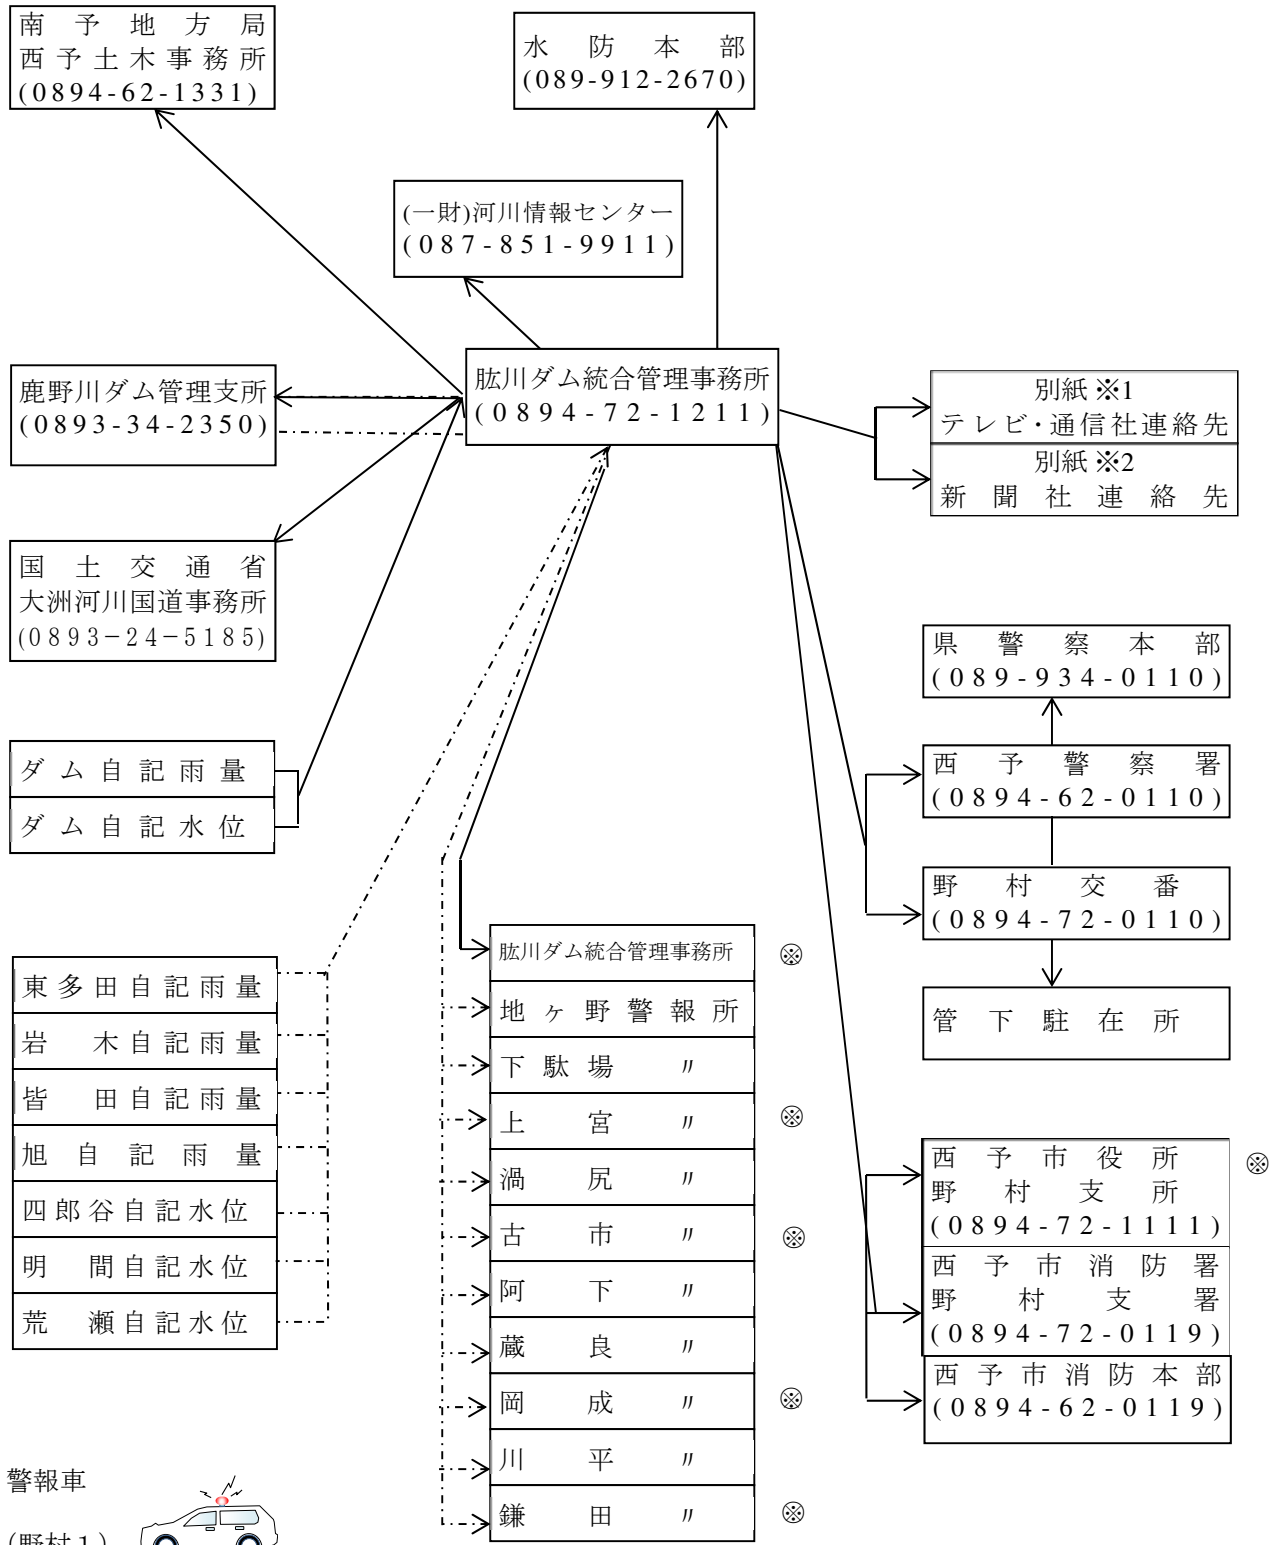 南予地方局
西予土木事務所
(0894-62-1331)
水防本部
(089-912-2670)
(一財)河川情報センター
(087-851-9911)
肱川ダム統合管理事務所
(0894-72-1211)
鹿野川ダム管理支所
(0893-34-2350)
国土交通省
大洲河川国道事務所
(0893-24-5185)
別紙※1
テレビ・通信社連絡先
別紙※2
新聞社連絡先
県警察本部
(089-934-0110)
西予警察署
(0894-62-0110)
野村交番
(0894-72-0110)
管下駐在所
ダム自記雨量
ダム自記水位
東多田自記雨量
岩木自記雨量
皆田自記雨量
旭自記雨量
四郎谷自記水位
明間自記水位
荒瀬自記水位
肱川ダム統合管理事務所 ※
地ヶ野警報所
下駄場 〃
上宮 〃 ※
渦尻 〃
古市 〃 ※
阿下 〃
蔵良 〃
岡成 〃 ※
川平 〃
鎌田 〃 ※
西予市役所 ※
野村支所
(0894-72-1111)
西予市消防署
野村支署
(0894-72-0119)
西予市消防本部
(0894-62-0119)
警報車
(野村1)